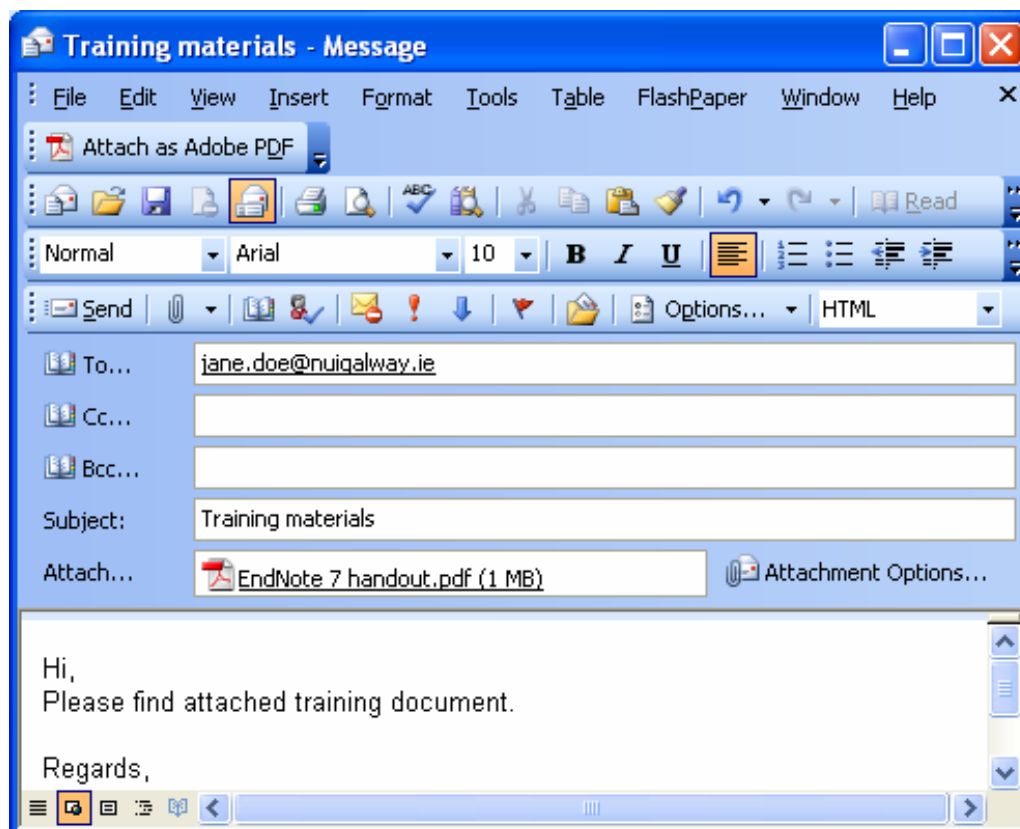 Training materials - Message
File Edit View Insert Format Tools Table FlashPaper Window Help
Attach as Adobe PDF
ABC Read
Normal Arial 10 B I U
Send Options... HTML
To... jane.doe@nuigalway.ie
Cc...
Bcc...
Subject: Training materials
Attach... EndNote 7 handout.pdf (1 MB) Attachment Options...
Hi,
Please find attached training document.
Regards,